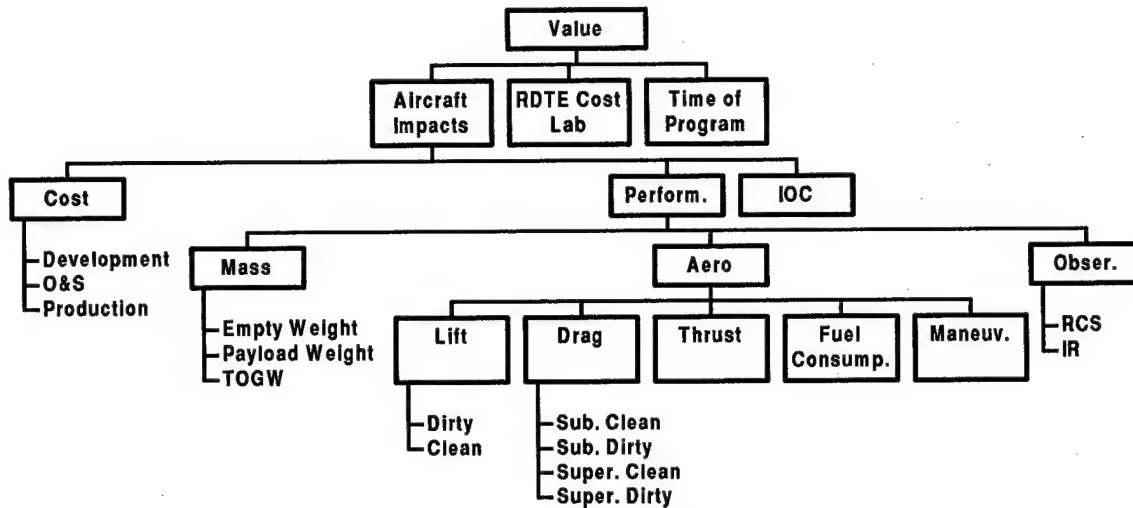 Value
Aircraft
Impacts
RDTE Cost
Lab
Time of
Program
Cost
Perform.
IOC
Development
O&S
Production
Mass
Aero
Obser.
Empty Weight
Payload Weight
TOGW
Lift
Drag
Thrust
Fuel
Consump.
Maneuv.
RCS
IR
Dirty
Clean
Sub. Clean
Sub. Dirty
Super. Clean
Super. Dirty